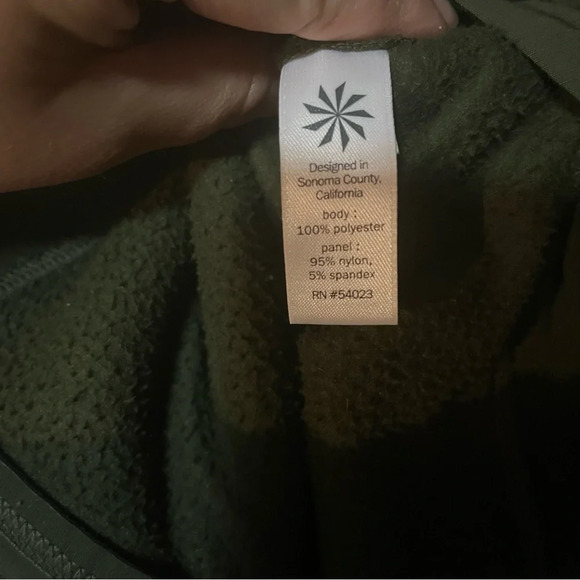 Designed in
Sonoma County,
California
body :
100% polyester
panel :
95% nylon,
5% spandex
RN #54023